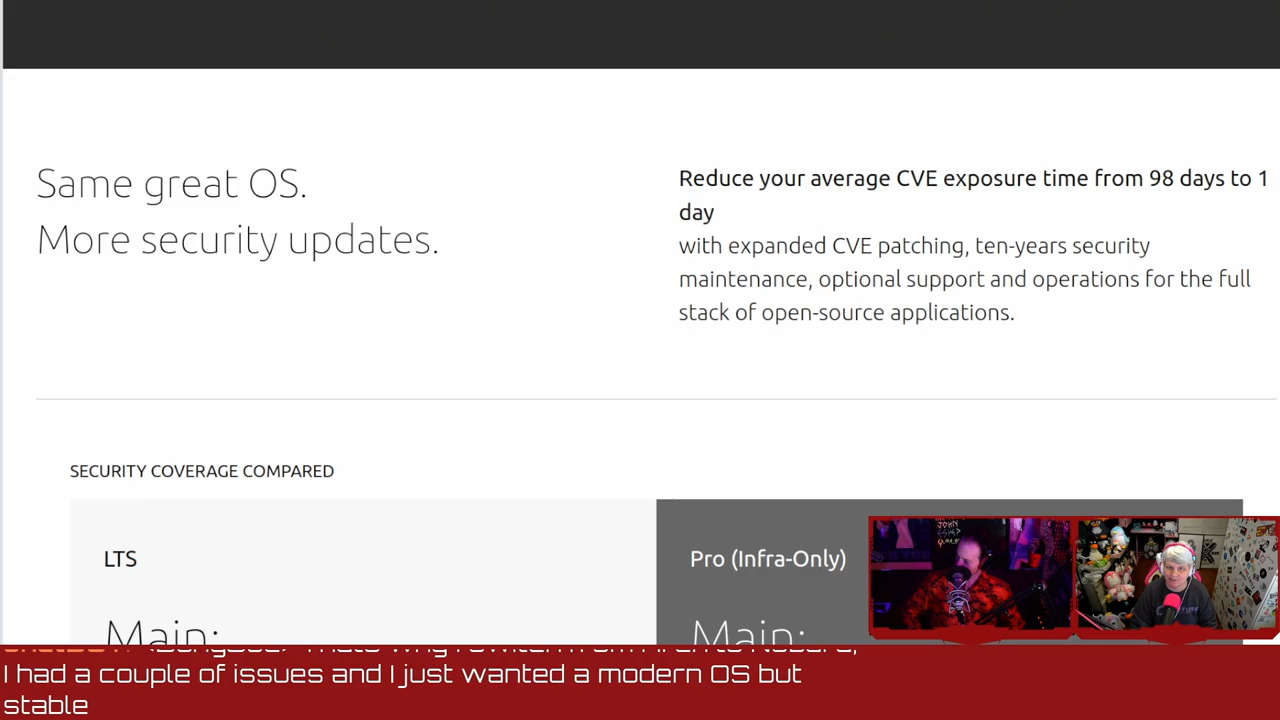 Same great OS.
More security updates.
Reduce your average CVE exposure time from 98 days to 1
day
with expanded CVE patching, ten-years security
maintenance, optional support and operations for the full
stack of open-source applications.
SECURITY COVERAGE COMPARED
LTS
Main:
Pro (Infra-Only)
Main:
I had a couple of issues and I just wanted a modern OS but
stable